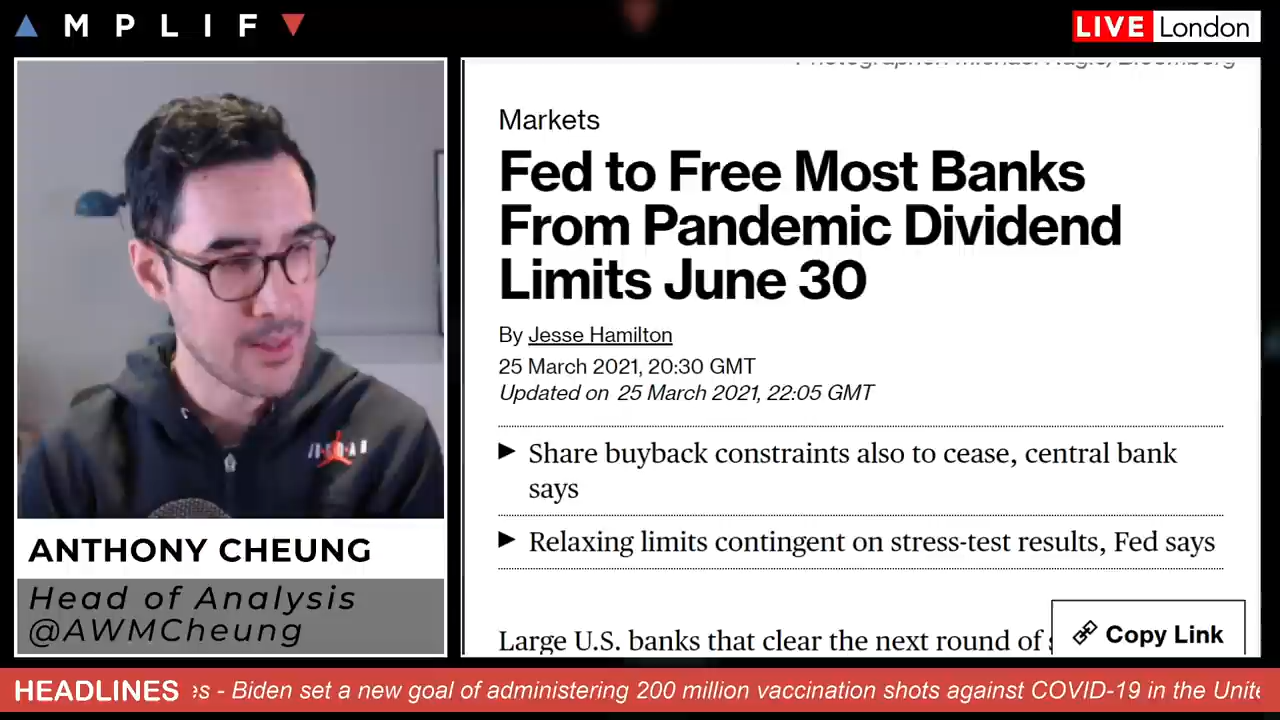 ▲ M P L I F ▼
LIVE London
Markets
Fed to Free Most Banks
From Pandemic Dividend
Limits June 30
By Jesse Hamilton
25 March 2021, 20:30 GMT
Updated on 25 March 2021, 22:05 GMT
▶ Share buyback constraints also to cease, central bank
says
▶ Relaxing limits contingent on stress-test results, Fed says
Large U.S. banks that clear the next round of
Copy Link
JORDAN
ANTHONY CHEUNG
Head of Analysis
@AWMCheung
HEADLINES - Biden set a new goal of administering 200 million vaccination shots against COVID-19 in the